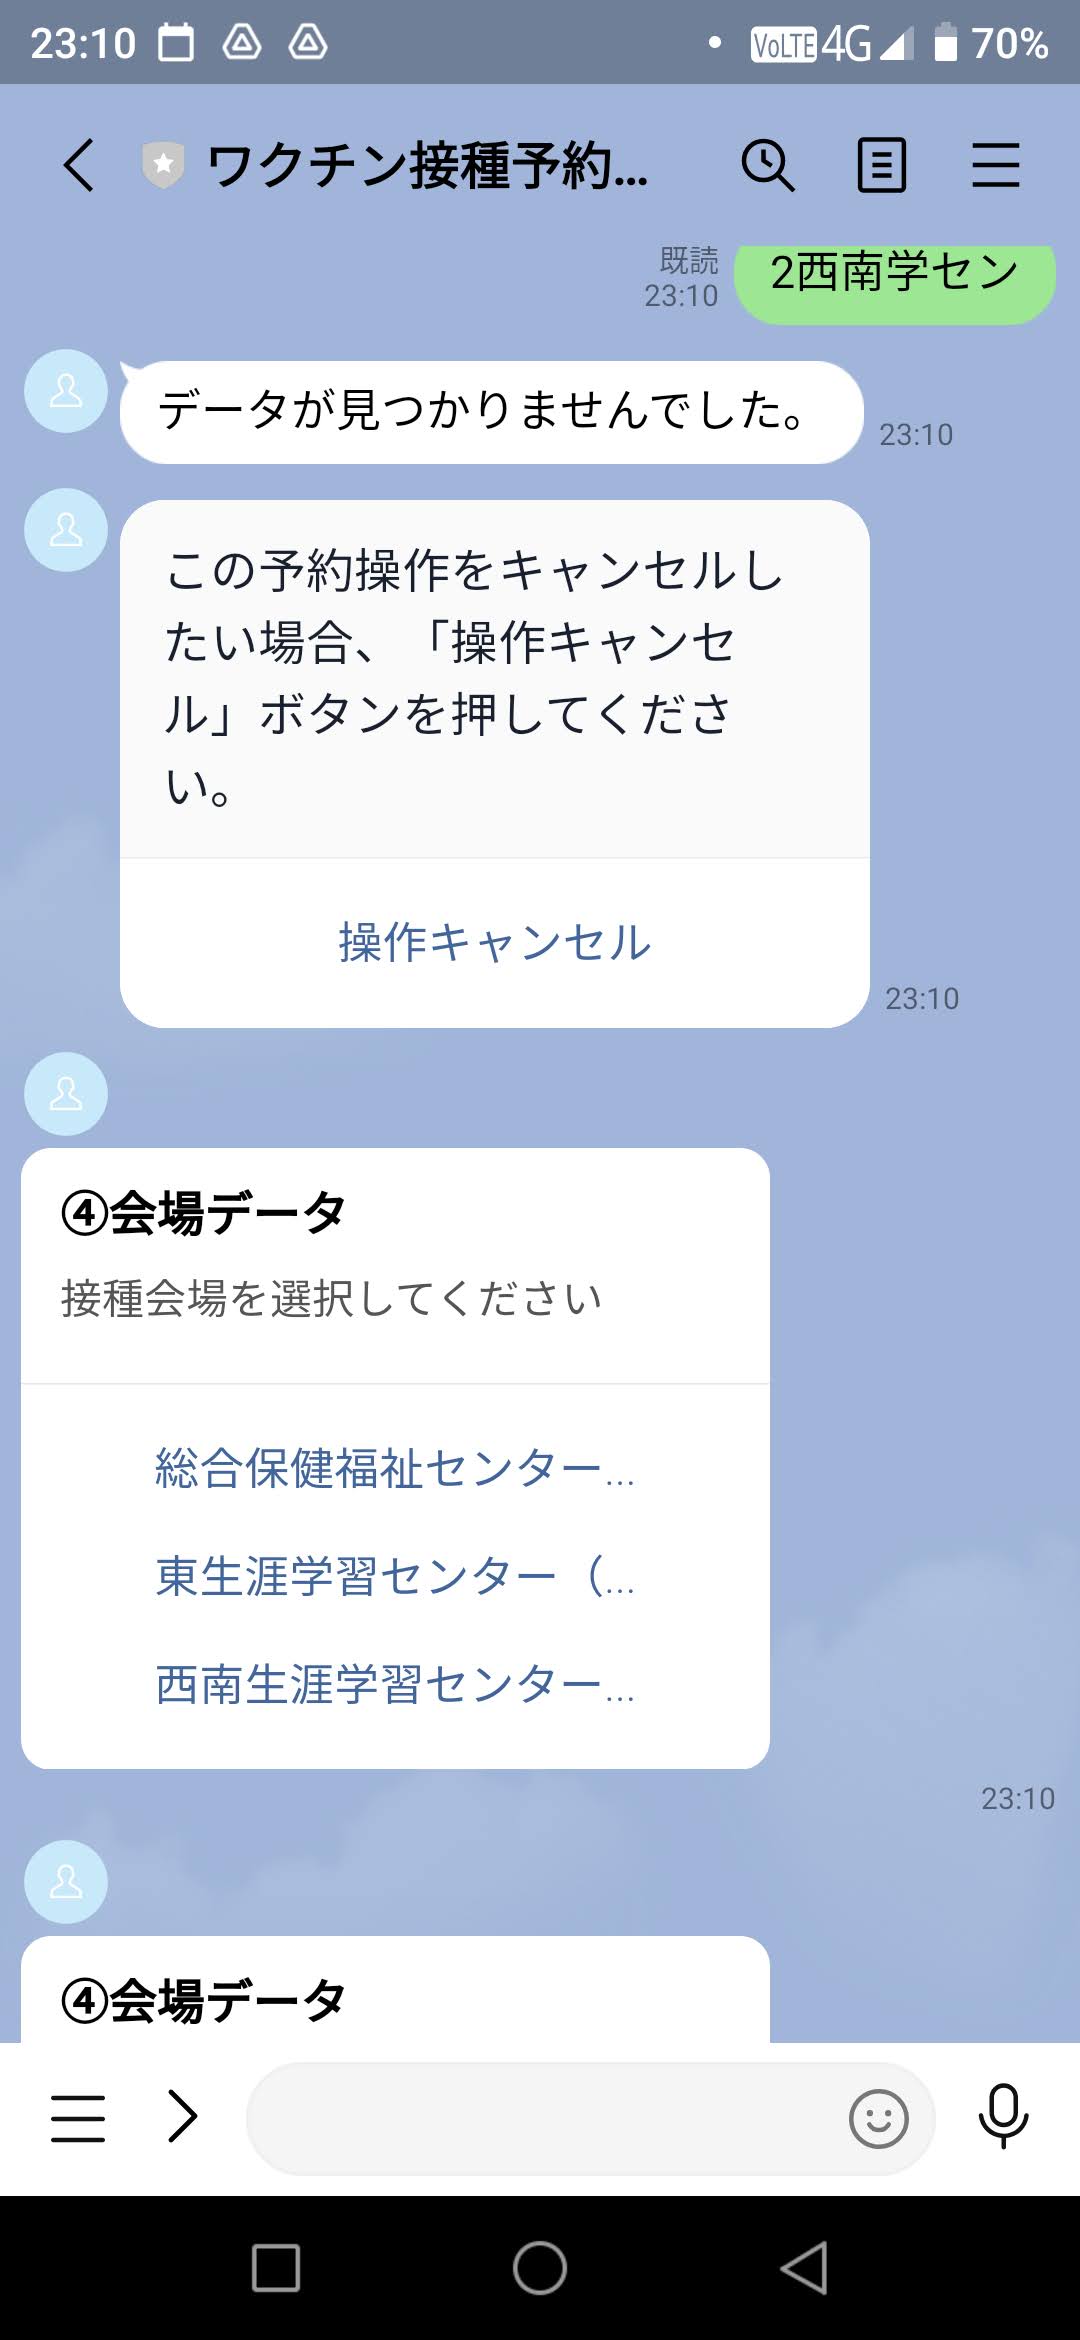 23:10
VoLTE 4G 70%
ワクチン接種予約...
既読
23:10
2西南学セン
データが見つかりませんでした。
23:10
この予約操作をキャンセルし
たい場合、「操作キャンセ
ル」ボタンを押してくださ
い。
操作キャンセル
23:10
④会場データ
接種会場を選択してください
総合保健福祉センター...
東生涯学習センター（...
西南生涯学習センター...
23:10
④会場データ